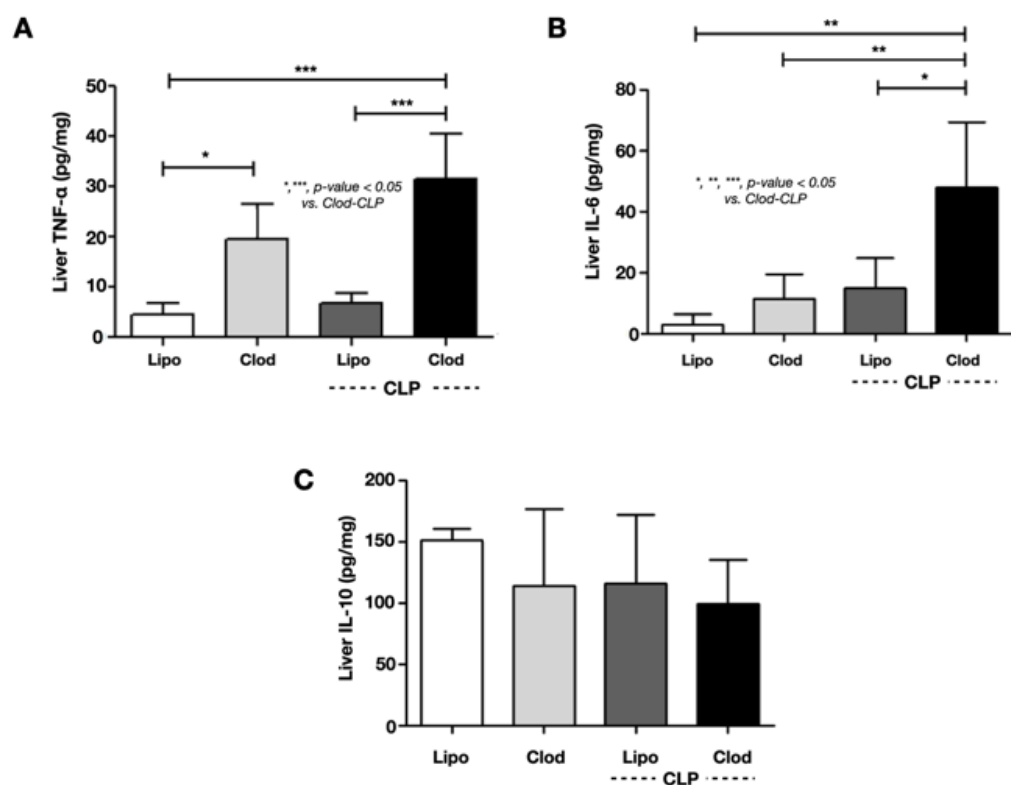 A
***
***
*
Liver TNF-α (pg/mg)
50
40
30
20
10
0
*,***, p-value < 0.05
vs. Clod-CLP
Lipo Clod Lipo Clod
CLP
B
**
**
*
Liver IL-6 (pg/mg)
80
60
40
20
0
*, **, ***, p-value < 0.05
vs. Clod-CLP
Lipo Clod Lipo Clod
CLP
C
Liver IL-10 (pg/mg)
200
150
100
50
0
Lipo Clod Lipo Clod
CLP